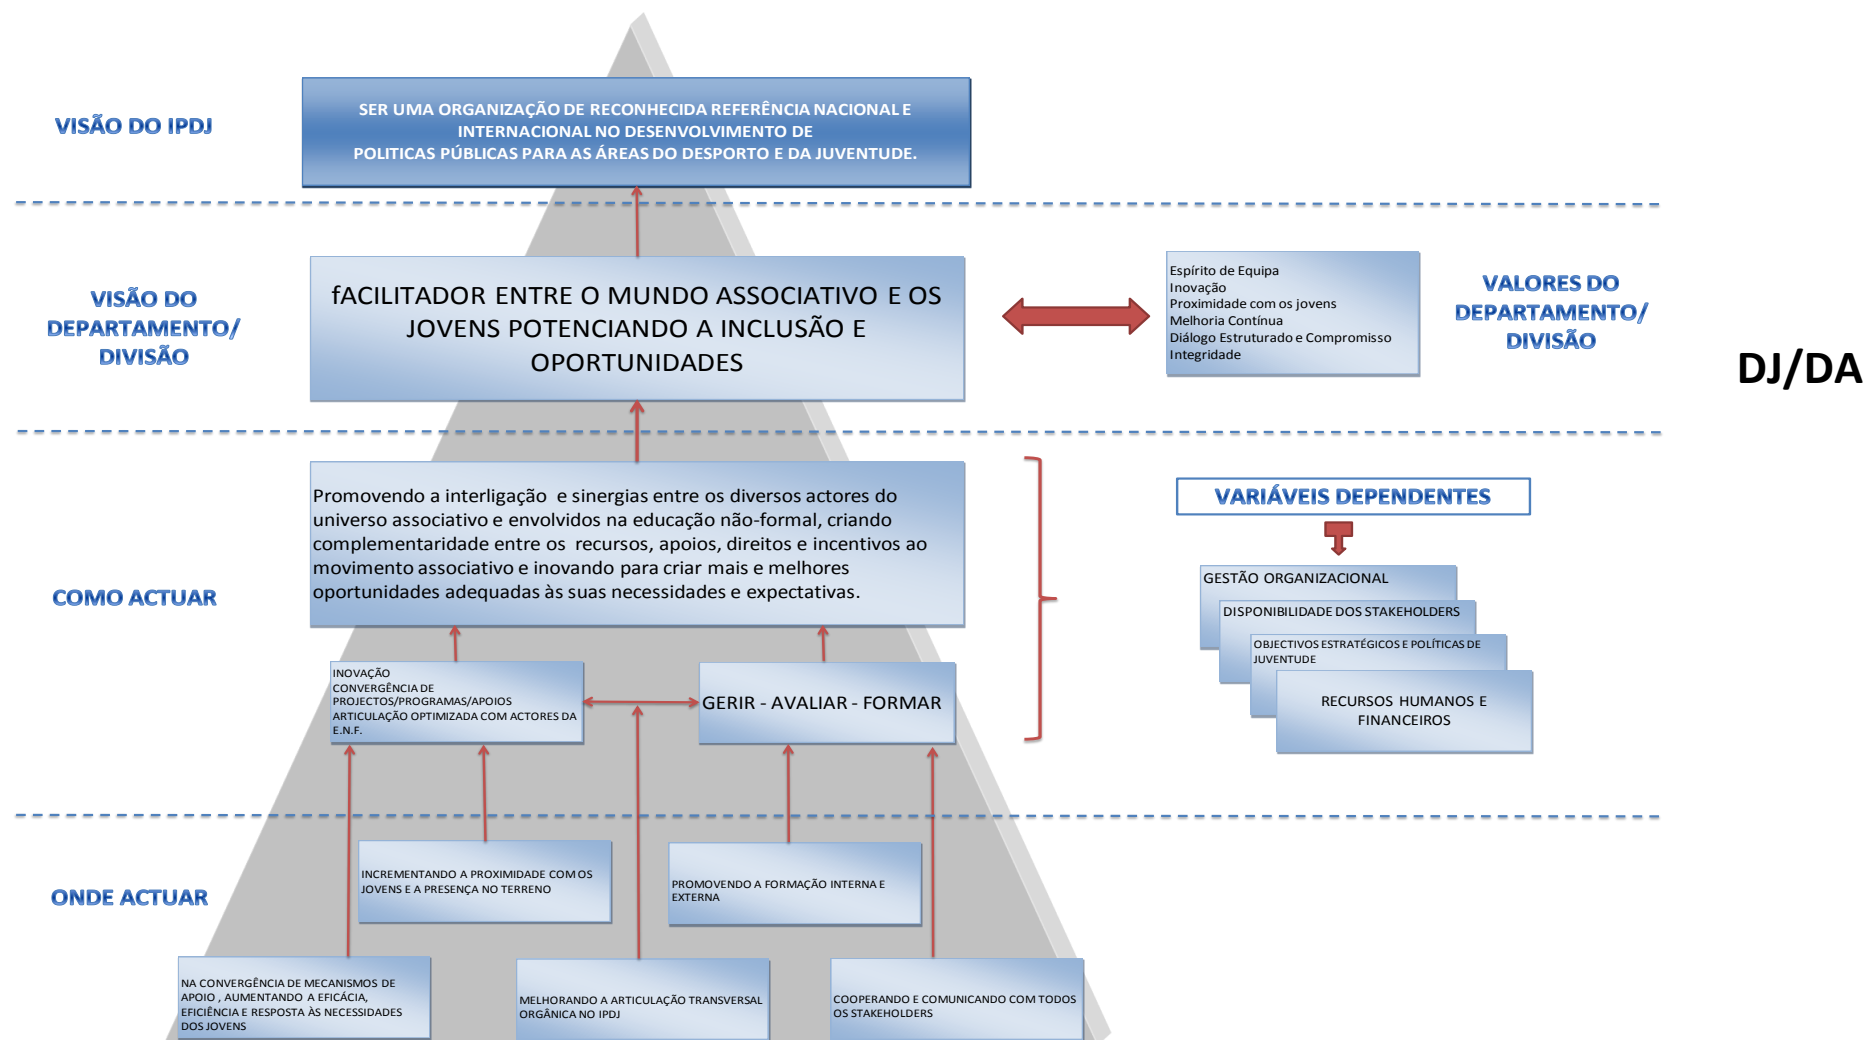 VISÃO DO IPDJ
SER UMA ORGANIZAÇÃO DE RECONHECIDA REFERÊNCIA NACIONAL E
INTERNACIONAL NO DESENVOLVIMENTO DE
POLITICAS PÚBLICAS PARA AS ÁREAS DO DESPORTO E DA JUVENTUDE.
VISÃO DO
DEPARTAMENTO/
DIVISÃO
fACILITADOR ENTRE O MUNDO ASSOCIATIVO E OS
JOVENS POTENCIANDO A INCLUSÃO E
OPORTUNIDADES
Espírito de Equipa
Inovação
Proximidade com os jovens
Melhoria Contínua
Diálogo Estruturado e Compromisso
Integridade
VALORES DO
DEPARTAMENTO/
DIVISÃO
DJ/DA
COMO ACTUAR
Promovendo a interligação e sinergias entre os diversos actores do
universo associativo e envolvidos na educação não-formal, criando
complementaridade entre os recursos, apoios, direitos e incentivos ao
movimento associativo e inovando para criar mais e melhores
oportunidades adequadas às suas necessidades e expectativas.
INOVAÇÃO
CONVERGÊNCIA DE
PROJECTOS/PROGRAMAS/APOIOS
ARTICULAÇÃO OPTIMIZADA COM ACTORES DA
E.N.F.
GERIR - AVALIAR - FORMAR
VARIÁVEIS DEPENDENTES
GESTÃO ORGANIZACIONAL
DISPONIBILIDADE DOS STAKEHOLDERS
OBJECTIVOS ESTRATÉGICOS E POLÍTICAS DE
JUVENTUDE
RECURSOS HUMANOS E
FINANCEIROS
ONDE ACTUAR
INCREMENTANDO A PROXIMIDADE COM OS
JOVENS E A PRESENÇA NO TERRENO
PROMOVENDO A FORMAÇÃO INTERNA E
EXTERNA
NA CONVERGÊNCIA DE MECANISMOS DE
APOIO , AUMENTANDO A EFICÁCIA,
EFICIÊNCIA E RESPOSTA ÀS NECESSIDADES
DOS JOVENS
MELHORANDO A ARTICULAÇÃO TRANSVERSAL
ORGÂNICA NO IPDJ
COOPERANDO E COMUNICANDO COM TODOS
OS STAKEHOLDERS